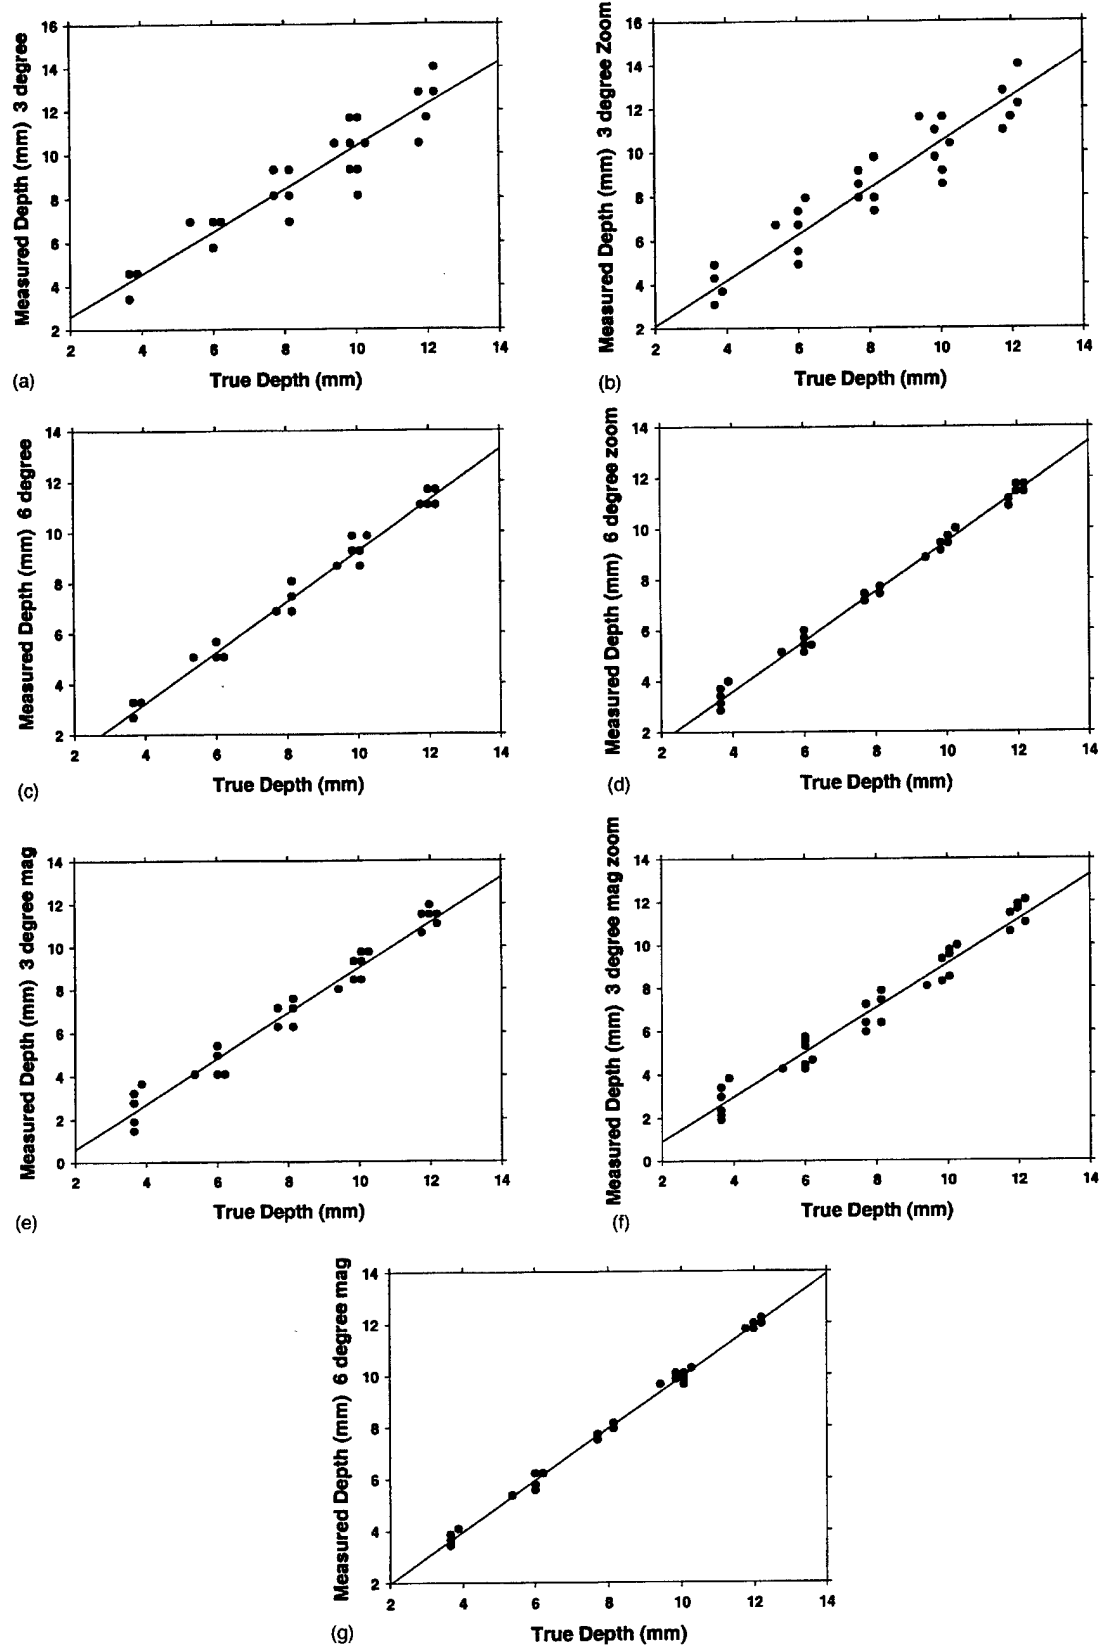 Measured Depth (mm) 3 degree
16
14
12
10
8
6
4
2
2 4 6 8 10 12 14
True Depth (mm)
(a)
Measured Depth (mm) 3 degree Zoom
16
14
12
10
8
6
4
2
2 4 6 8 10 12 14
True Depth (mm)
(b)
Measured Depth (mm) 6 degree
14
12
10
8
6
4
2
2 4 6 8 10 12 14
True Depth (mm)
(c)
Measured Depth (mm) 6 degree zoom
14
12
10
8
6
4
2
2 4 6 8 10 12 14
True Depth (mm)
(d)
Measured Depth (mm) 3 degree mag
14
12
10
8
6
4
2
0
2 4 6 8 10 12 14
True Depth (mm)
(e)
Measured Depth (mm) 3 degree mag zoom
14
12
10
8
6
4
2
0
2 4 6 8 10 12 14
True Depth (mm)
(f)
Measured Depth (mm) 6 degree mag
14
12
10
8
6
4
2
2 4 6 8 10 12 14
True Depth (mm)
(g)